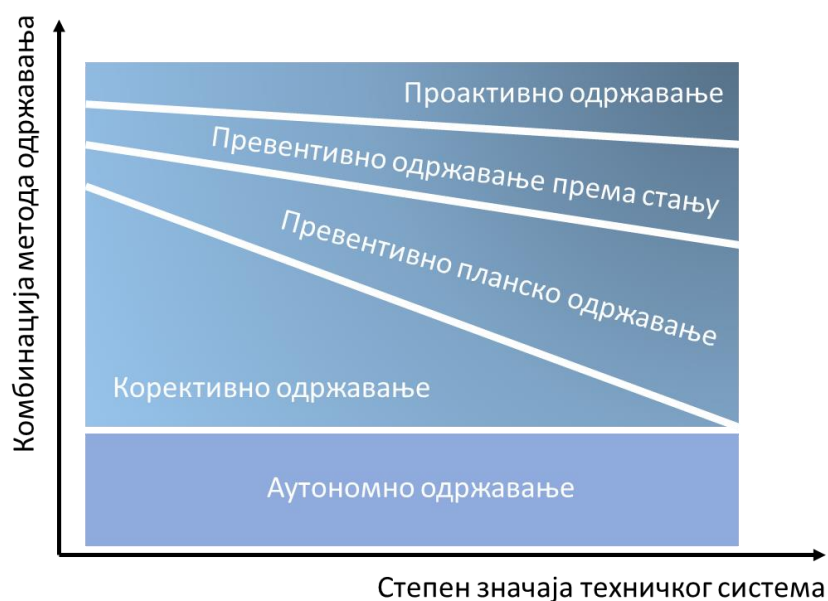 Комбинација метода одржавања
Проактивно одржавање
Превентивно одржавање према стању
Превентивно планско одржавање
Корективно одржавање
Аутономно одржавање
Степен значаја техничког система